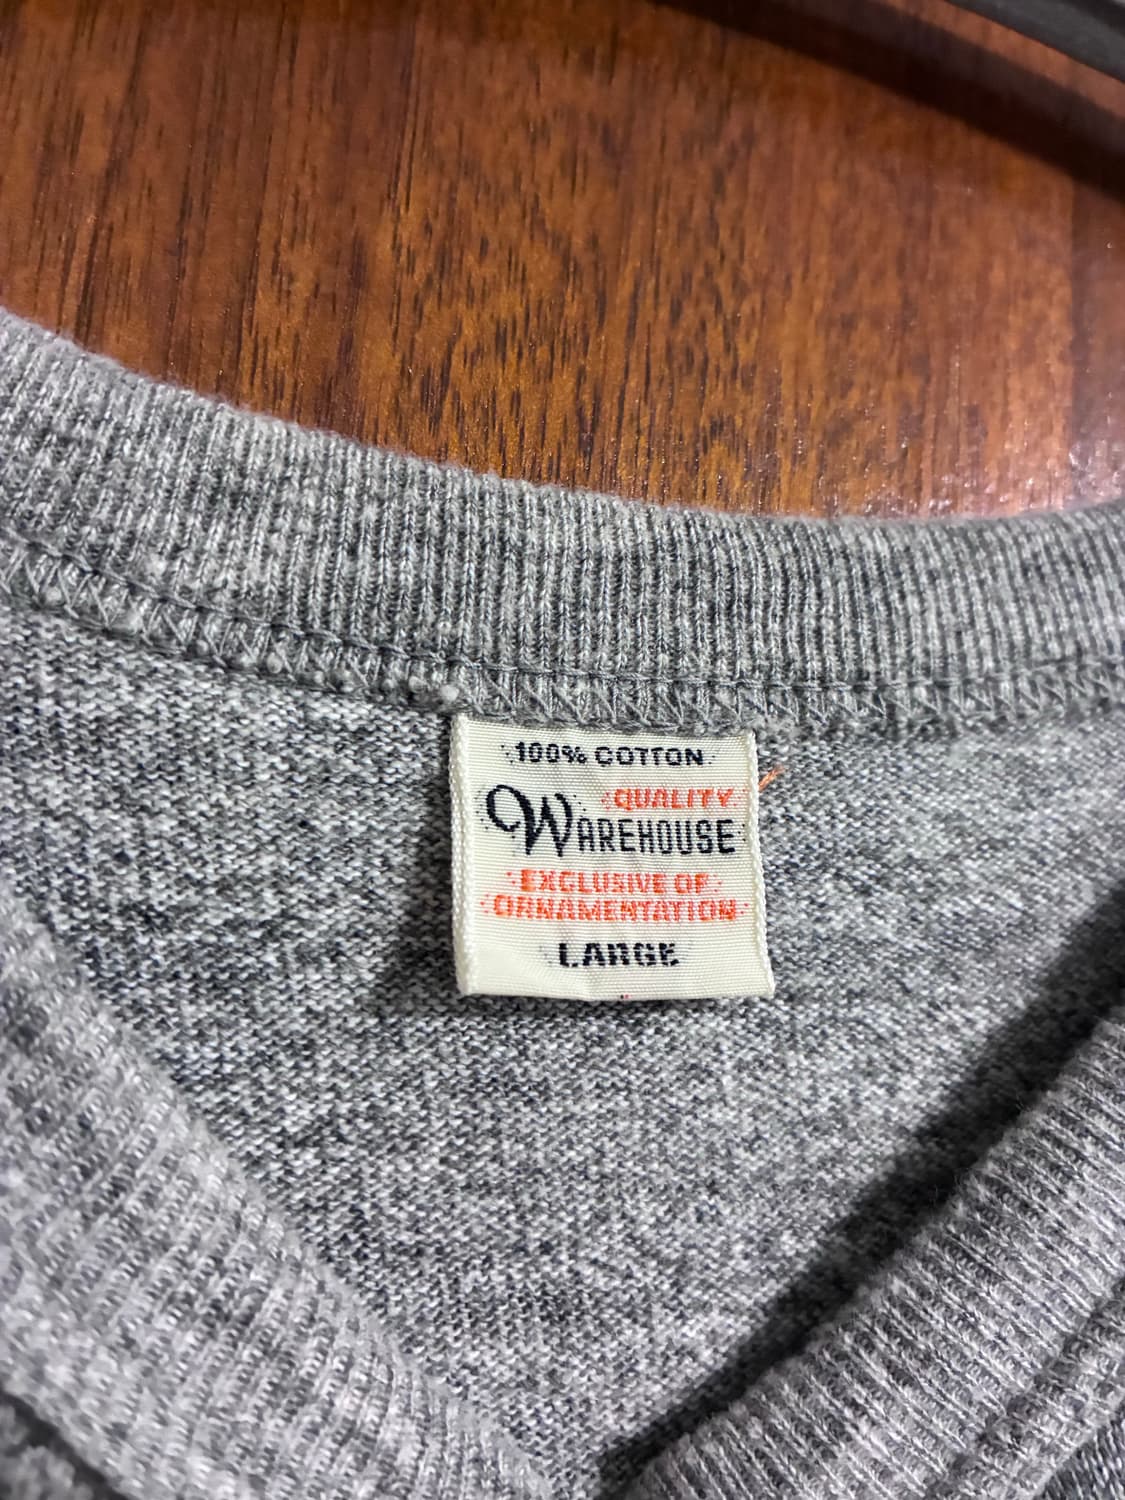 100% COTTON
QUALITY
WAREHOUSE
EXCLUSIVE OF
ORNAMENTATION
LARGE